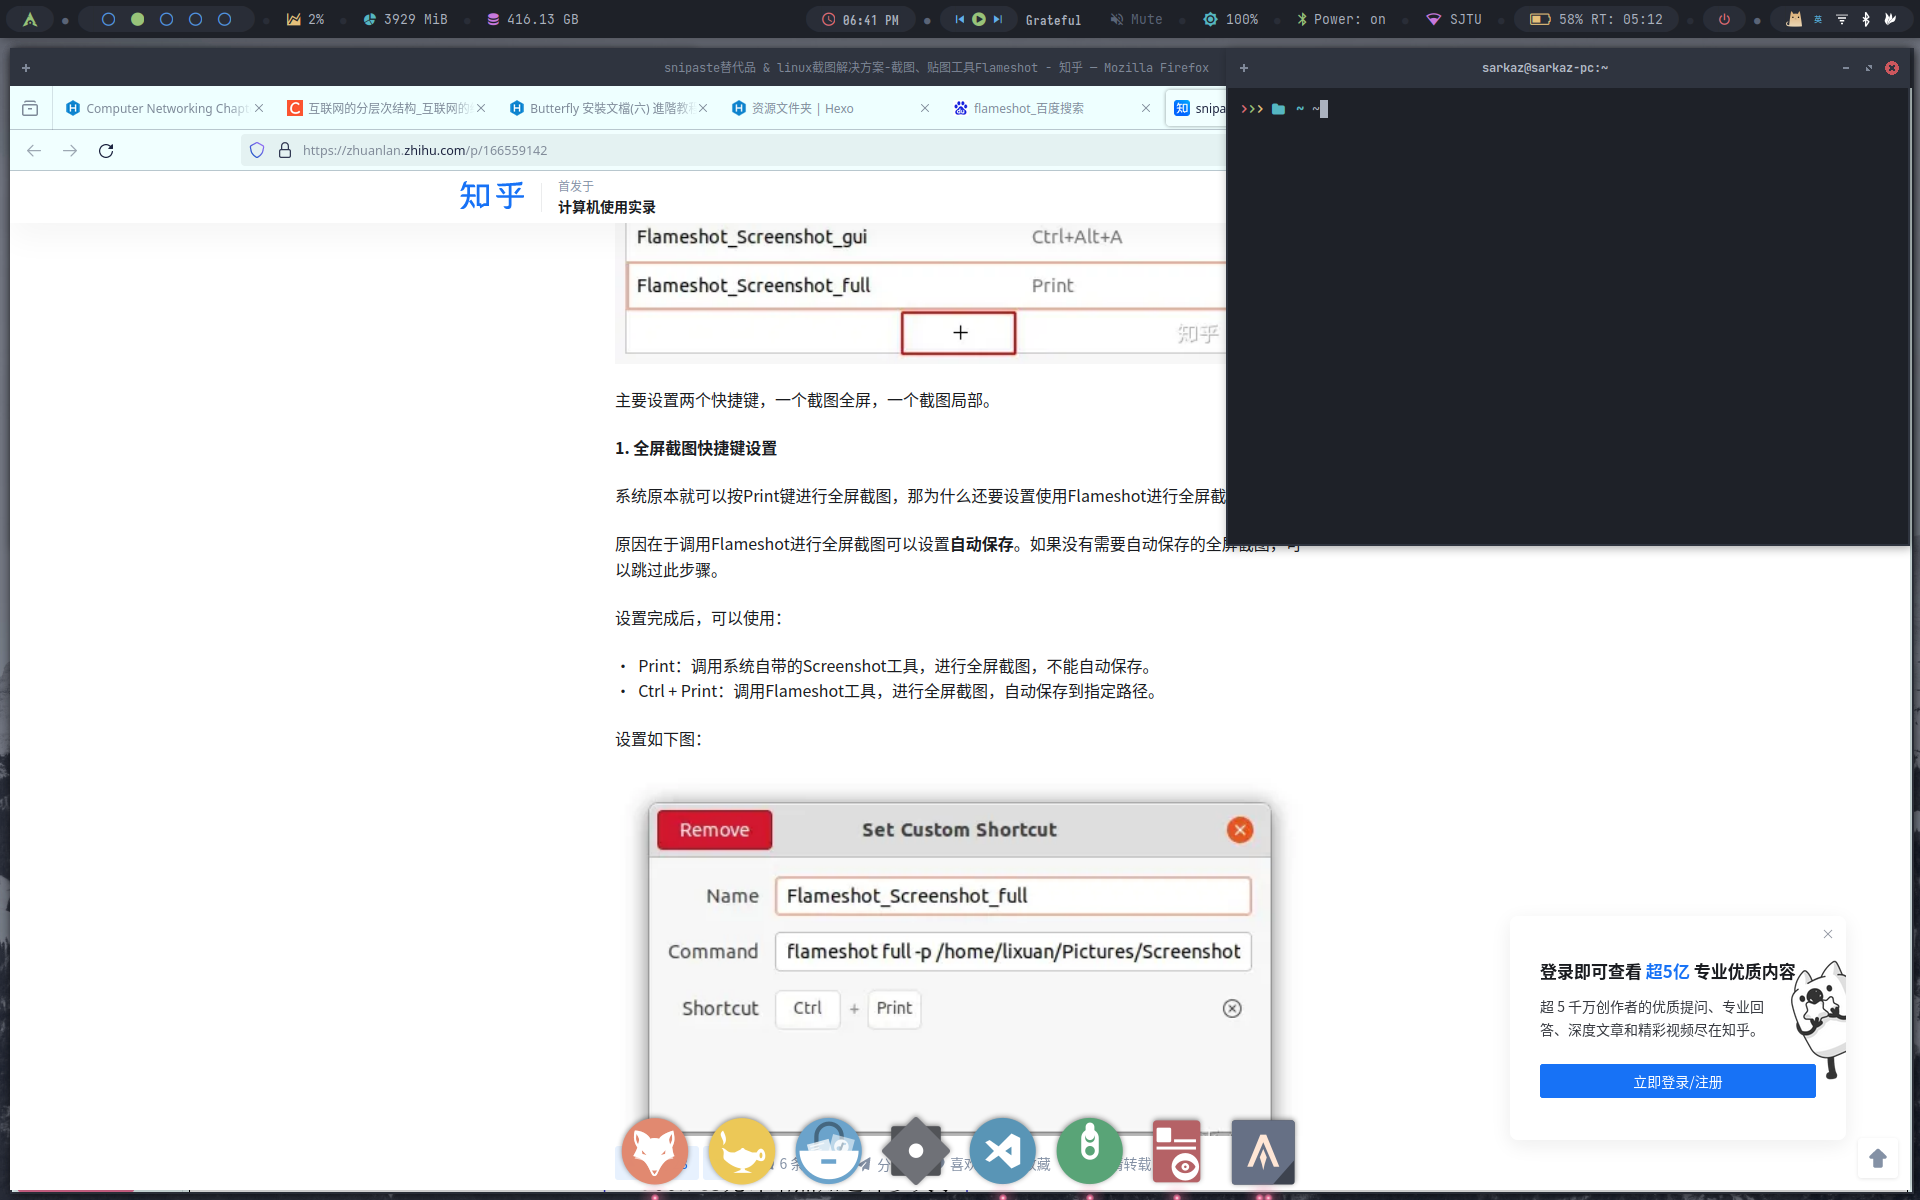 2%
3929 MiB
416.13 GB
06:41 PM
Grateful
Mute
100%
Power: on
SJTU
58% RT: 05:12
英
snipaste替代品 & linux截图解决方案-截图、贴图工具Flameshot - 知乎 — Mozilla Firefox
sarkaz@sarkaz-pc:~
Computer Networking Chapt
互联网的分层次结构_互联网的
Butterfly 安裝文檔(六) 進階教
资源文件夹 | Hexo
flameshot_百度搜索
snipa
>>> ~ ~
https://zhuanlan.zhihu.com/p/166559142
知乎
首发于
计算机使用实录
Flameshot_Screenshot_gui Ctrl+Alt+A
Flameshot_Screenshot_full Print
+
知乎
主要设置两个快捷键，一个截图全屏，一个截图局部。
1. 全屏截图快捷键设置
系统原本就可以按Print键进行全屏截图，那为什么还要设置使用Flameshot进行全屏截
原因在于调用Flameshot进行全屏截图可以设置自动保存。如果没有需要自动保存的全屏截图，可
以跳过此步骤。
设置完成后，可以使用：
• Print：调用系统自带的Screenshot工具，进行全屏截图，不能自动保存。
• Ctrl + Print：调用Flameshot工具，进行全屏截图，自动保存到指定路径。
设置如下图：
Remove
Set Custom Shortcut
Name Flameshot_Screenshot_full
Command flameshot full -p /home/lixuan/Pictures/Screenshot
Shortcut Ctrl + Print
登录即可查看 超5亿 专业优质内容
超 5 千万创作者的优质提问、专业回
答、深度文章和精彩视频尽在知乎。
立即登录/注册
6 条
分
喜欢
藏
转载